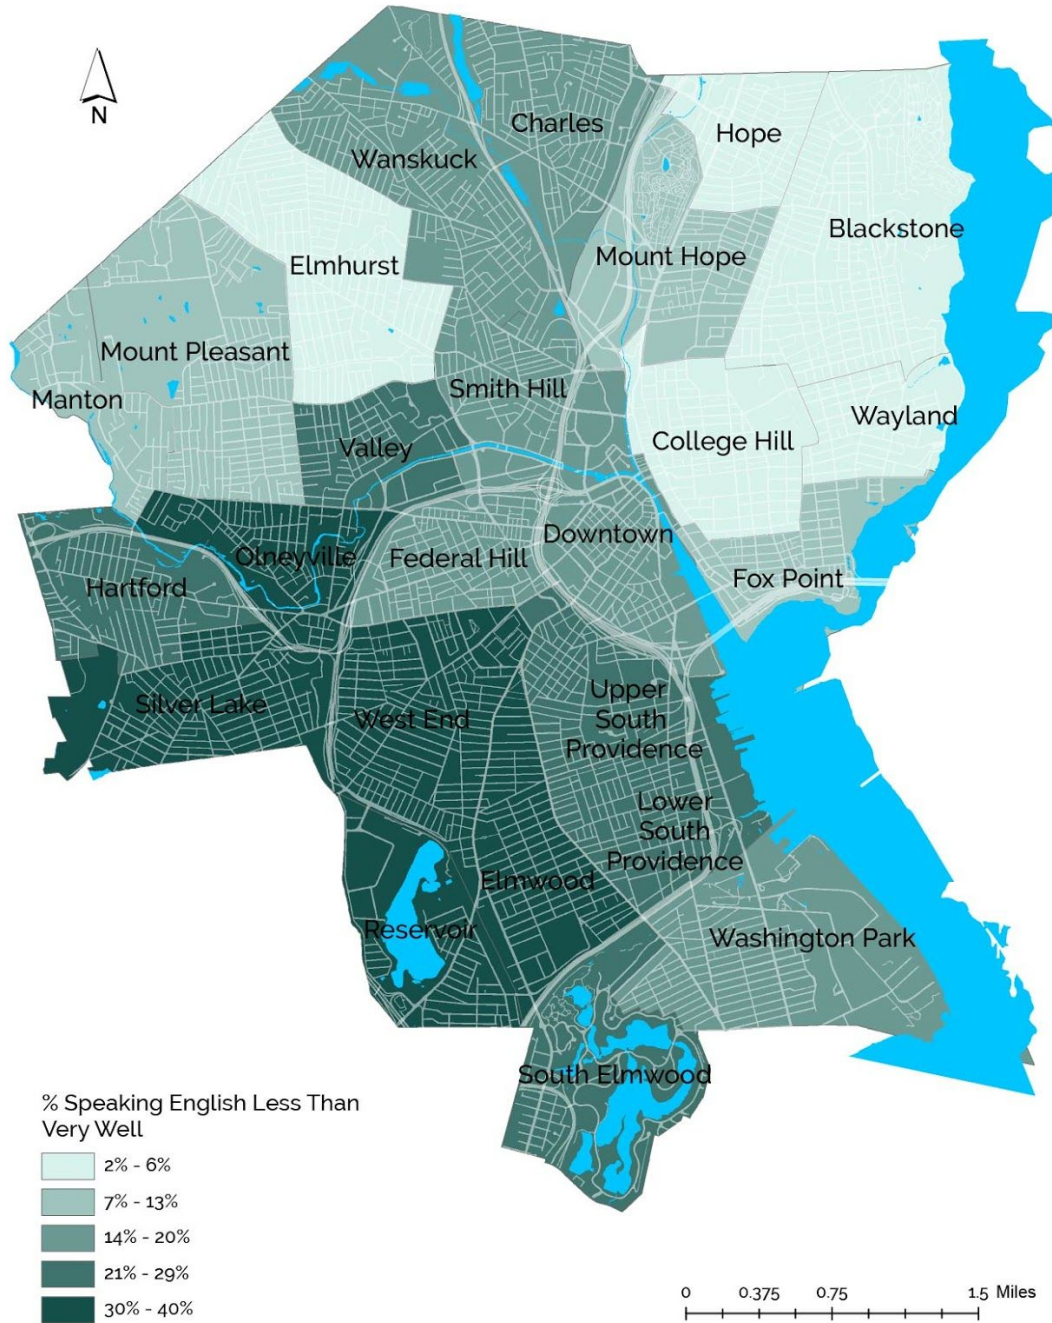 N
Charles
Hope
Wanskuck
Blackstone
Elmhurst
Mount Hope
Mount Pleasant
Smith Hill
Manton
Wayland
College Hill
Valley
Downtown
Olneyville
Federal Hill
Fox Point
Hartford
Upper
South
Providence
Silver Lake
West End
Lower
South
Providence
Elmwood
Reservoir
Washington Park
South Elmwood
% Speaking English Less Than
Very Well
2% - 6%
7% - 13%
14% - 20%
21% - 29%
30% - 40%
0 0.375 0.75 1.5 Miles